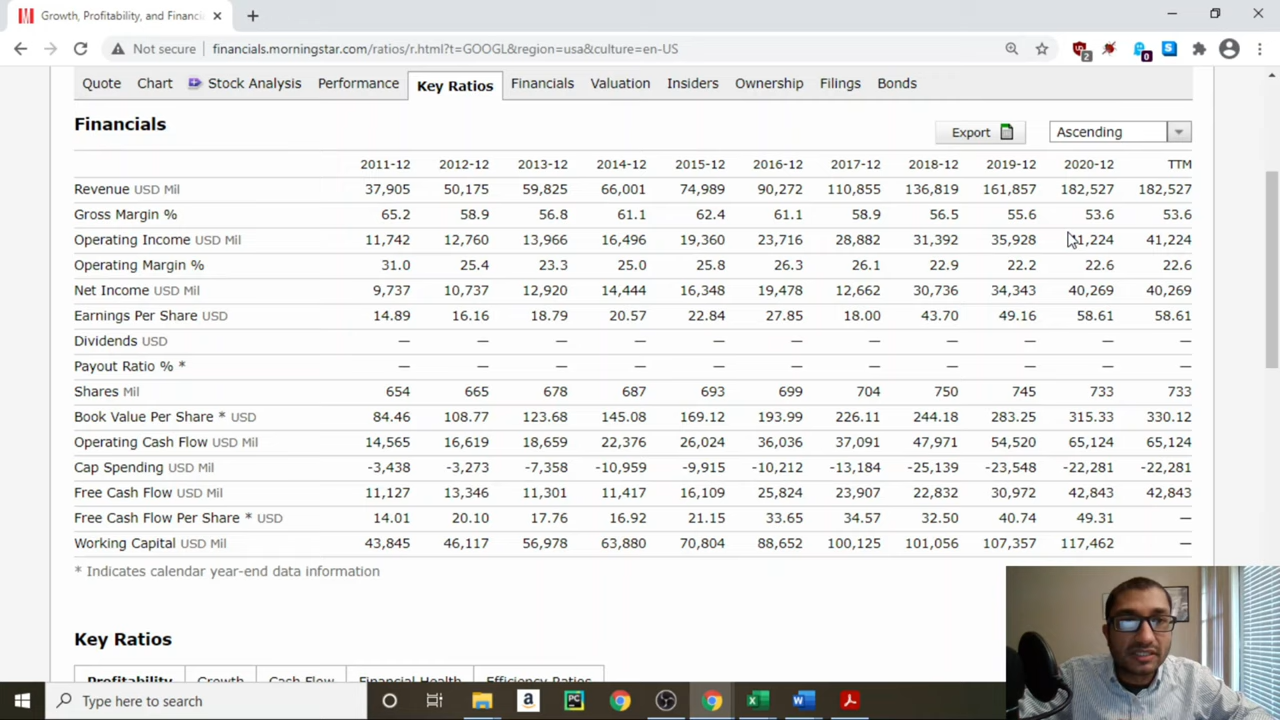 Growth, Profitability, and Financi
Not secure financials.morningstar.com/ratios/r.html?t=GOOGL&region=usa&culture=en-US
2 0
Quote Chart Stock Analysis Performance Key Ratios Financials Valuation Insiders Ownership Filings Bonds
Financials
Export Ascending
2011-12 2012-12 2013-12 2014-12 2015-12 2016-12 2017-12 2018-12 2019-12 2020-12 TTM
Revenue USD Mil 37,905 50,175 59,825 66,001 74,989 90,272 110,855 136,819 161,857 182,527 182,527
Gross Margin % 65.2 58.9 56.8 61.1 62.4 61.1 58.9 56.5 55.6 53.6 53.6
Operating Income USD Mil 11,742 12,760 13,966 16,496 19,360 23,716 28,882 31,392 35,928 41,224 41,224
Operating Margin % 31.0 25.4 23.3 25.0 25.8 26.3 26.1 22.9 22.2 22.6 22.6
Net Income USD Mil 9,737 10,737 12,920 14,444 16,348 19,478 12,662 30,736 34,343 40,269 40,269
Earnings Per Share USD 14.89 16.16 18.79 20.57 22.84 27.85 18.00 43.70 49.16 58.61 58.61
Dividends USD — — — — — — — — — — —
Payout Ratio % * — — — — — — — — — — —
Shares Mil 654 665 678 687 693 699 704 750 745 733 733
Book Value Per Share * USD 84.46 108.77 123.68 145.08 169.12 193.99 226.11 244.18 283.25 315.33 330.12
Operating Cash Flow USD Mil 14,565 16,619 18,659 22,376 26,024 36,036 37,091 47,971 54,520 65,124 65,124
Cap Spending USD Mil -3,438 -3,273 -7,358 -10,959 -9,915 -10,212 -13,184 -25,139 -23,548 -22,281 -22,281
Free Cash Flow USD Mil 11,127 13,346 11,301 11,417 16,109 25,824 23,907 22,832 30,972 42,843 42,843
Free Cash Flow Per Share * USD 14.01 20.10 17.76 16.92 21.15 33.65 34.57 32.50 40.74 49.31 —
Working Capital USD Mil 43,845 46,117 56,978 63,880 70,804 88,652 100,125 101,056 107,357 117,462 —
* Indicates calendar year-end data information
Key Ratios
Profitability Growth Cash Flow Financial Health Efficiency Ratios
Type here to search